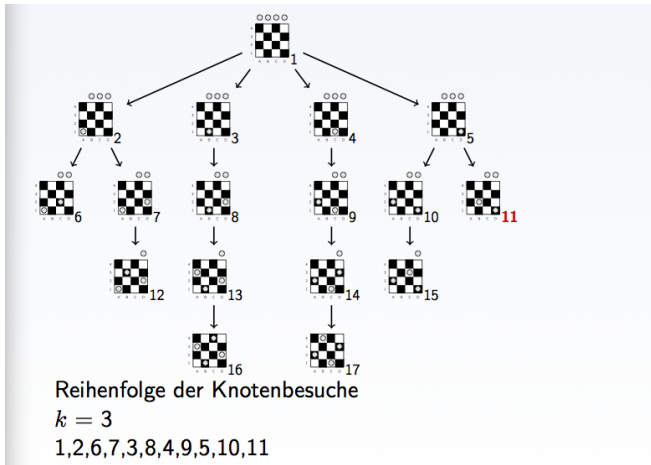 1
2 3 4 5
6 7 8 9 10 11
12 13 14 15
16 17
Reihenfolge der Knotenbesuche
k = 3
1,2,6,7,3,8,4,9,5,10,11